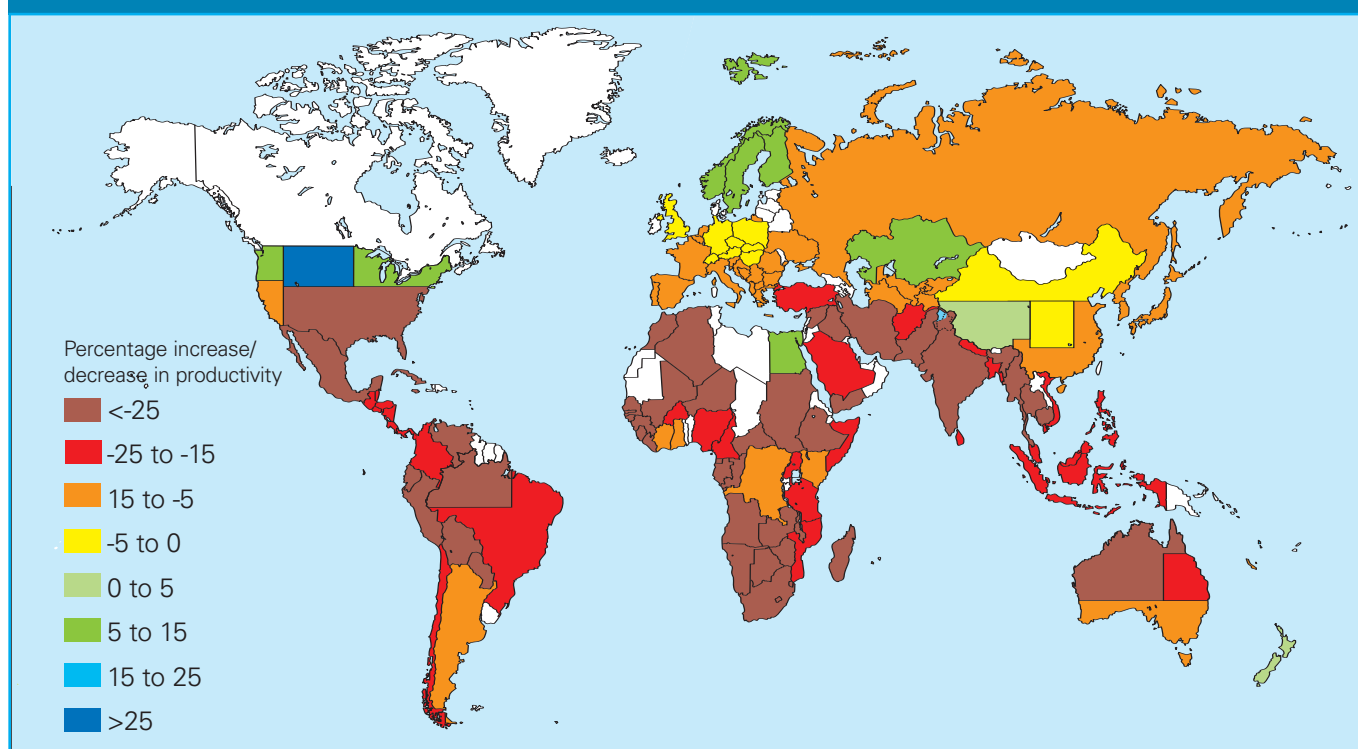 Percentage increase/
decrease in productivity
<-25
-25 to -15
15 to -5
-5 to 0
0 to 5
5 to 15
15 to 25
>25